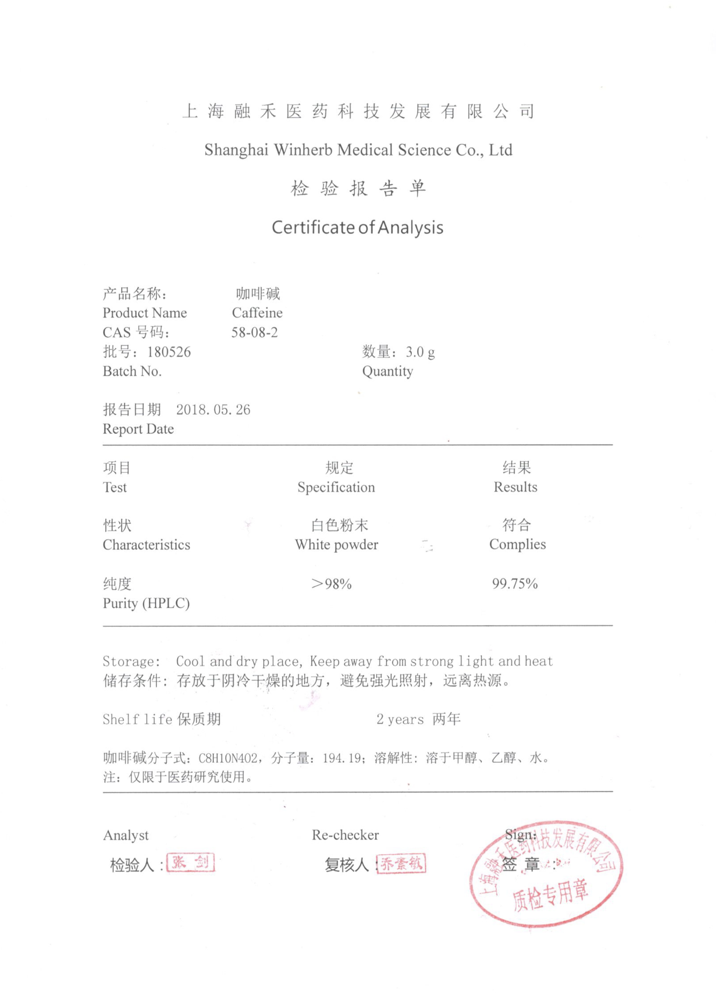 上海融禾医药科技发展有限公司
Shanghai Winherb Medical Science Co., Ltd
检验报告单
Certificate of Analysis
产品名称： 咖啡碱
Product Name Caffeine
CAS 号码： 58-08-2
批号：180526 数量：3.0 g
Batch No. Quantity
报告日期 2018.05.26
Report Date
项目 规定 结果
Test Specification Results
性状 白色粉末 符合
Characteristics White powder Complies
纯度 ＞98% 99.75%
Purity (HPLC)
Storage: Cool and dry place, Keep away from strong light and heat
储存条件：存放于阴冷干燥的地方，避免强光照射，远离热源。
Shelf life 保质期 2 years 两年
咖啡碱分子式：C8H10N4O2，分子量：194.19；溶解性：溶于甲醇、乙醇、水。
注：仅限于医药研究使用。
Analyst Re-checker Sign:
检验人：张剑 复核人：乔素敏 签章：
上海融禾医药科技发展有限公司
质检专用章